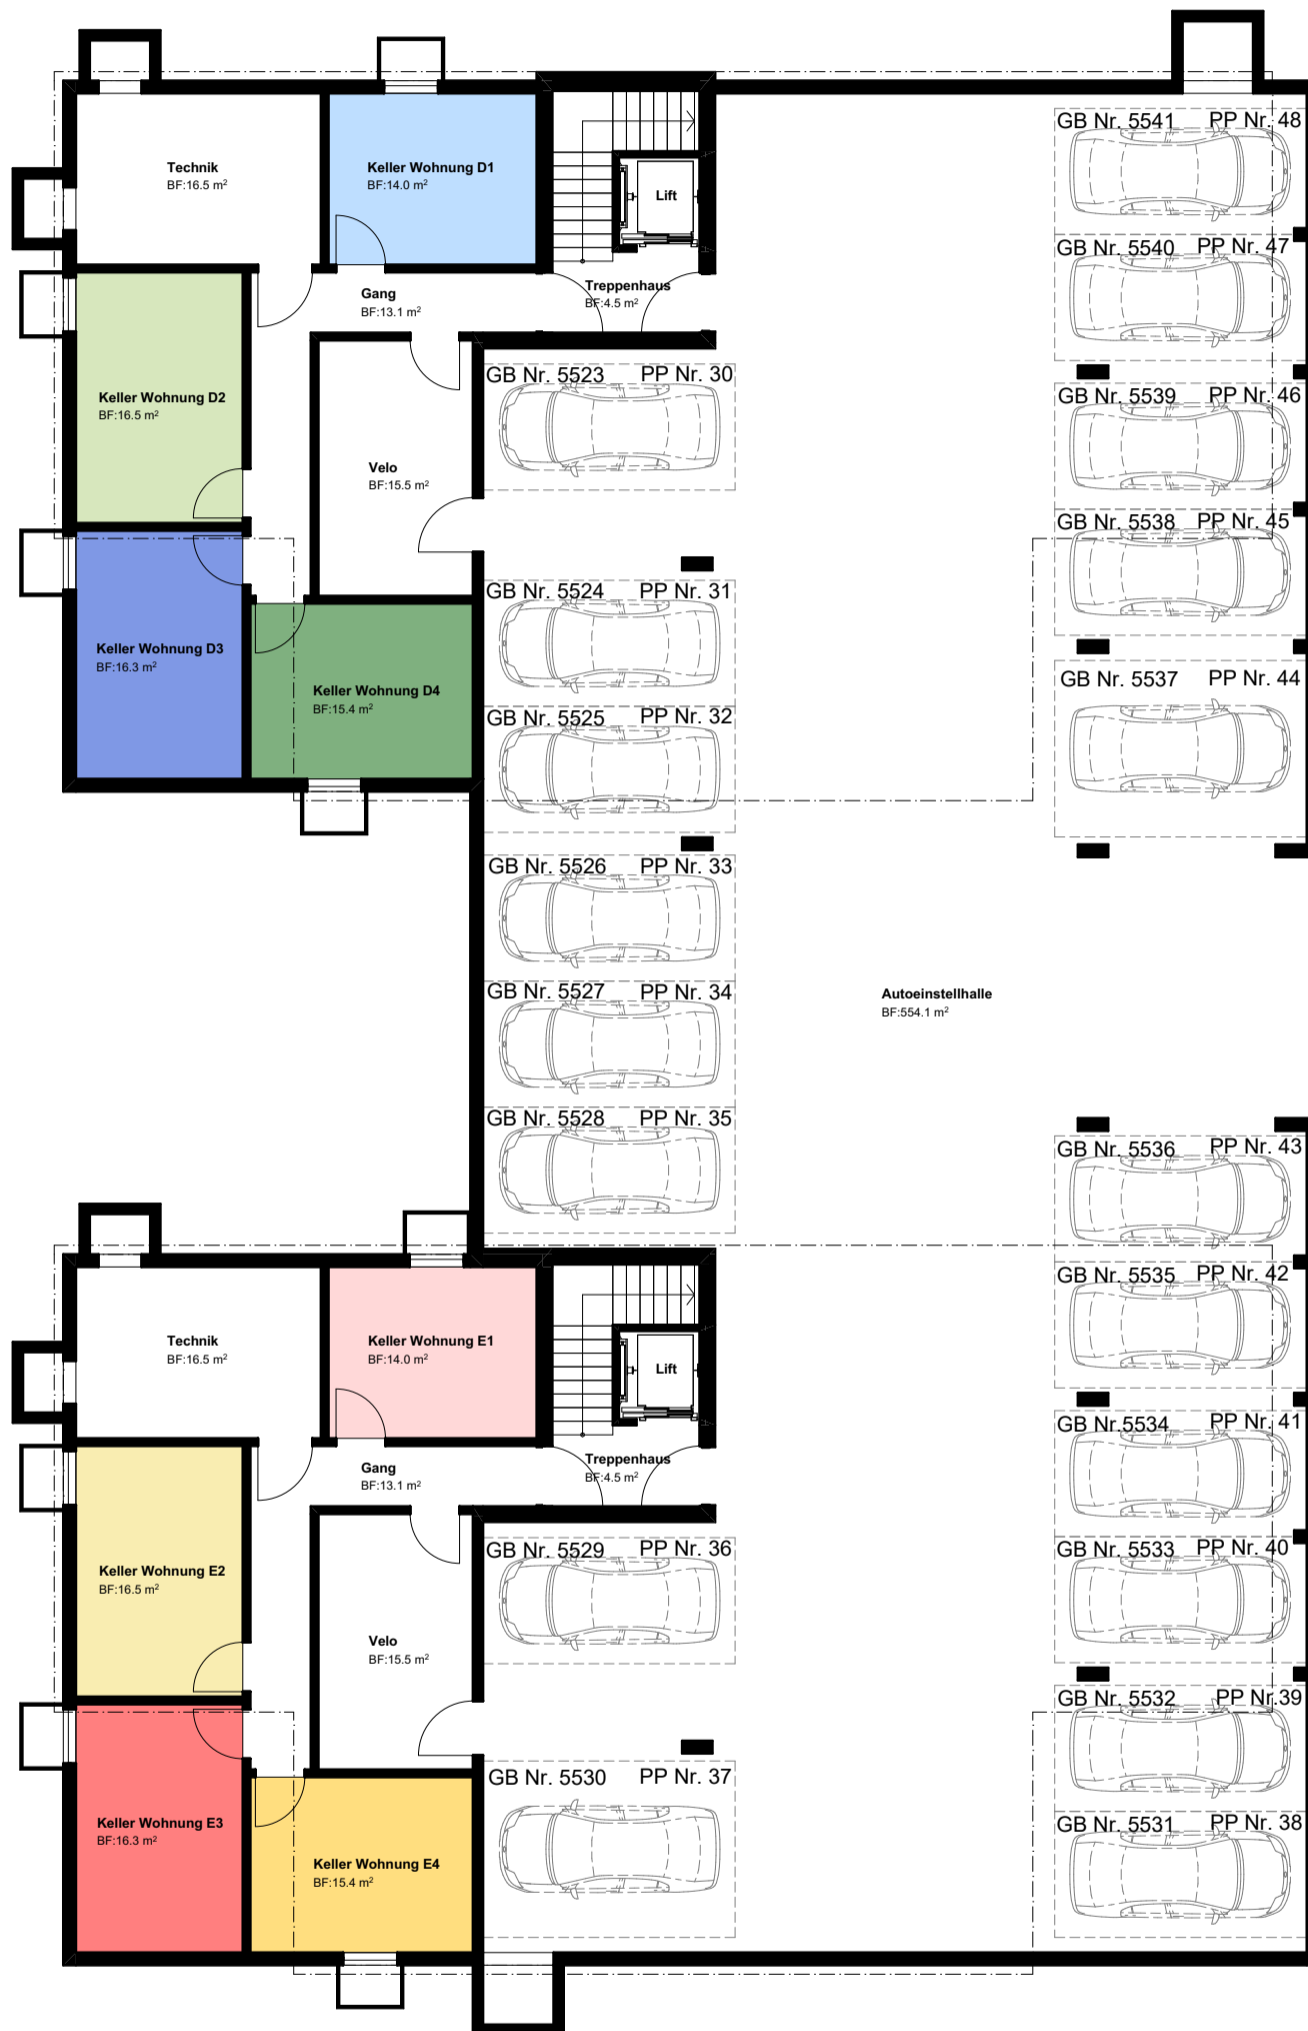 GB Nr. 5541 PP Nr. 48
Technik
BF:16.5 m²
Keller Wohnung D1
BF:14.0 m²
Lift
GB Nr. 5540 PP Nr. 47
Gang
BF:13.1 m²
Treppenhaus
BF:4.5 m²
GB Nr. 5523 PP Nr. 30
GB Nr. 5539 PP Nr. 46
Keller Wohnung D2
BF:16.5 m²
Velo
BF:15.5 m²
GB Nr. 5538 PP Nr. 45
GB Nr. 5524 PP Nr. 31
Keller Wohnung D3
BF:16.3 m²
Keller Wohnung D4
BF:15.4 m²
GB Nr. 5537 PP Nr. 44
GB Nr. 5525 PP Nr. 32
GB Nr. 5526 PP Nr. 33
GB Nr. 5527 PP Nr. 34
Autoeinstellhalle
BF:554.1 m²
GB Nr. 5528 PP Nr. 35
GB Nr. 5536 PP Nr. 43
GB Nr. 5535 PP Nr. 42
Technik
BF:16.5 m²
Keller Wohnung E1
BF:14.0 m²
Lift
GB Nr.5534 PP Nr. 41
Gang
BF:13.1 m²
Treppenhaus
BF:4.5 m²
GB Nr. 5529 PP Nr. 36
GB Nr. 5533 PP Nr. 40
Keller Wohnung E2
BF:16.5 m²
Velo
BF:15.5 m²
GB Nr. 5532 PP Nr.39
GB Nr. 5530 PP Nr. 37
Keller Wohnung E3
BF:16.3 m²
GB Nr. 5531 PP Nr. 38
Keller Wohnung E4
BF:15.4 m²